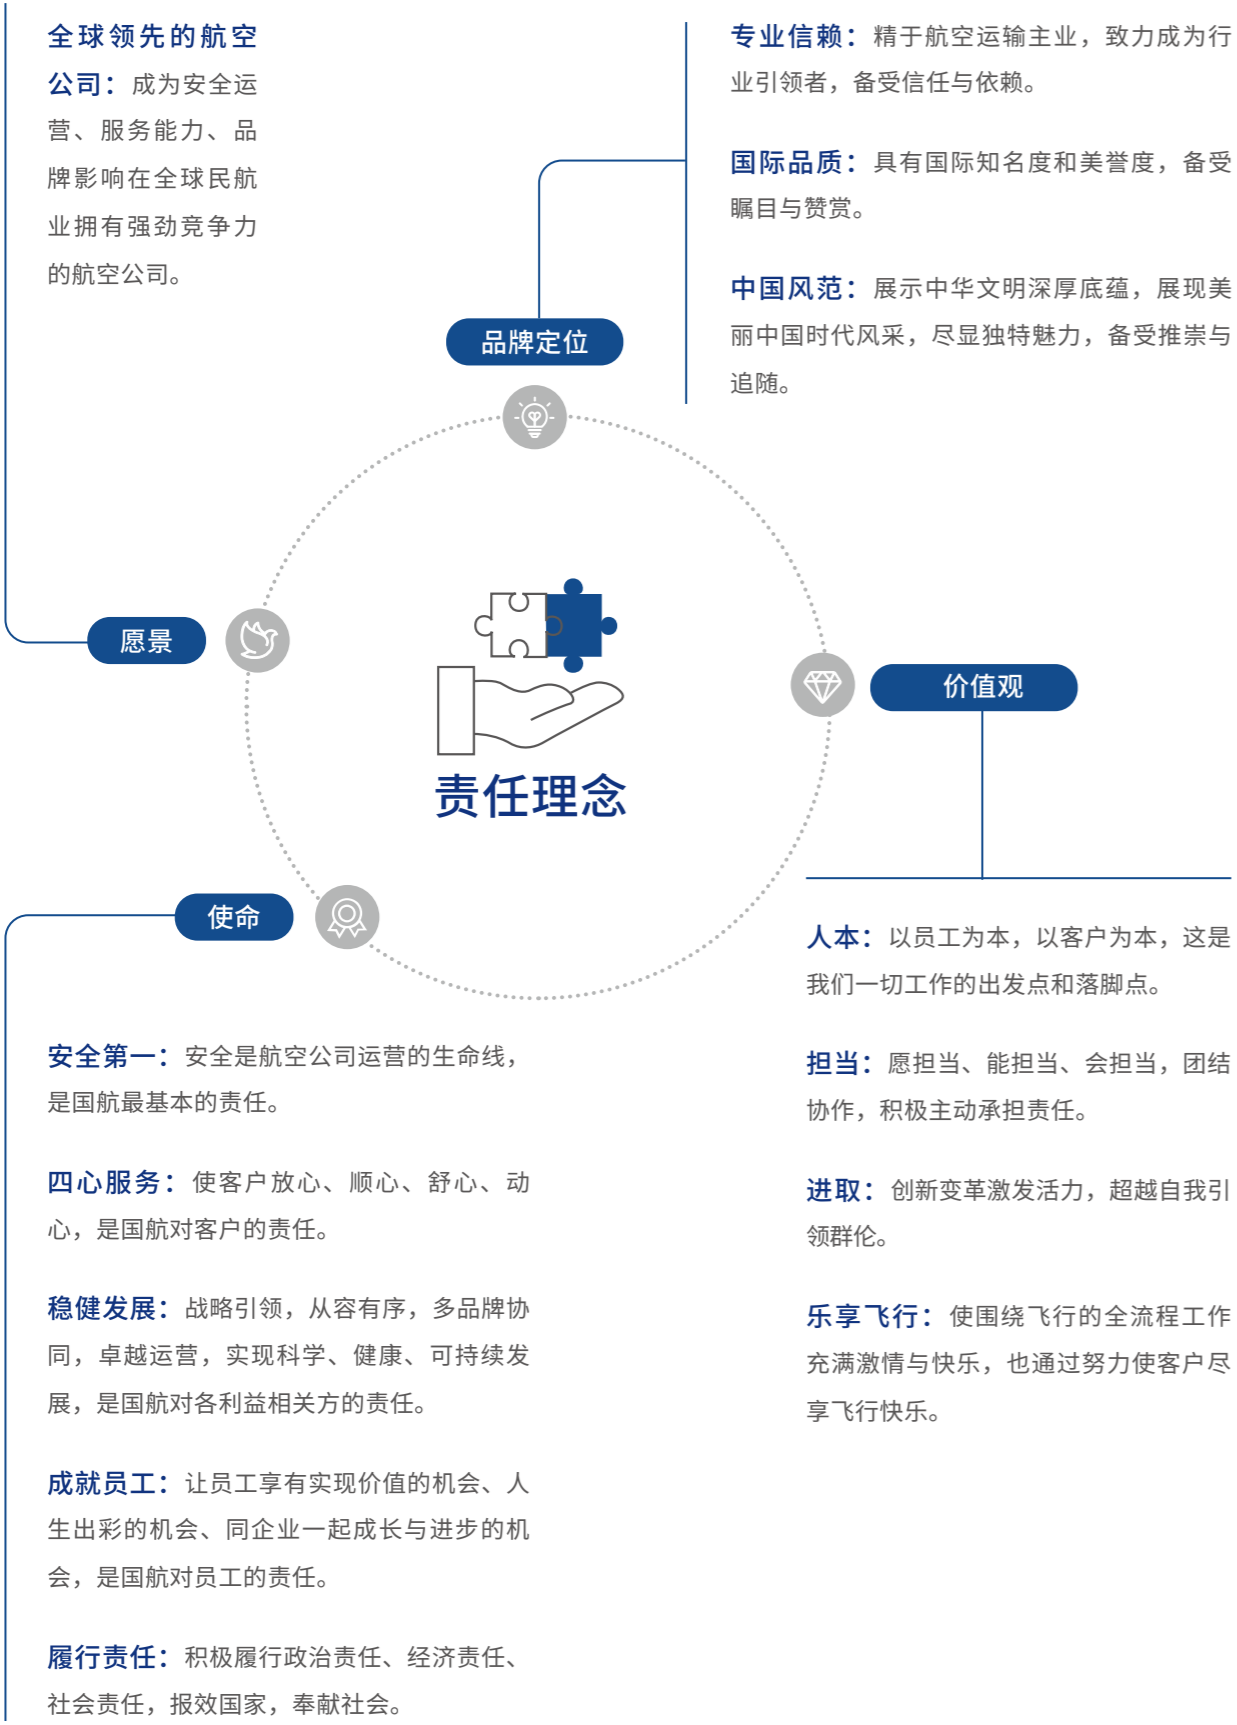 全球领先的航空
公司：成为安全运
营、服务能力、品
牌影响在全球民航
业拥有强劲竞争力
的航空公司。
专业信赖：精于航空运输主业，致力成为行
业引领者，备受信任与依赖。
国际品质：具有国际知名度和美誉度，备受
瞩目与赞赏。
中国风范：展示中华文明深厚底蕴，展现美
丽中国时代风采，尽显独特魅力，备受推崇与
追随。
品牌定位
愿景
价值观
责任理念
使命
安全第一：安全是航空公司运营的生命线，
是国航最基本的责任。
四心服务：使客户放心、顺心、舒心、动
心，是国航对客户的责任。
稳健发展：战略引领，从容有序，多品牌协
同，卓越运营，实现科学、健康、可持续发
展，是国航对各利益相关方的责任。
成就员工：让员工享有实现价值的机会、人
生出彩的机会、同企业一起成长与进步的机
会，是国航对员工的责任。
履行责任：积极履行政治责任、经济责任、
社会责任，报效国家，奉献社会。
人本：以员工为本，以客户为本，这是
我们一切工作的出发点和落脚点。
担当：愿担当、能担当、会担当，团结
协作，积极主动承担责任。
进取：创新变革激发活力，超越自我引
领群伦。
乐享飞行：使围绕飞行的全流程工作
充满激情与快乐，也通过努力使客户尽
享飞行快乐。